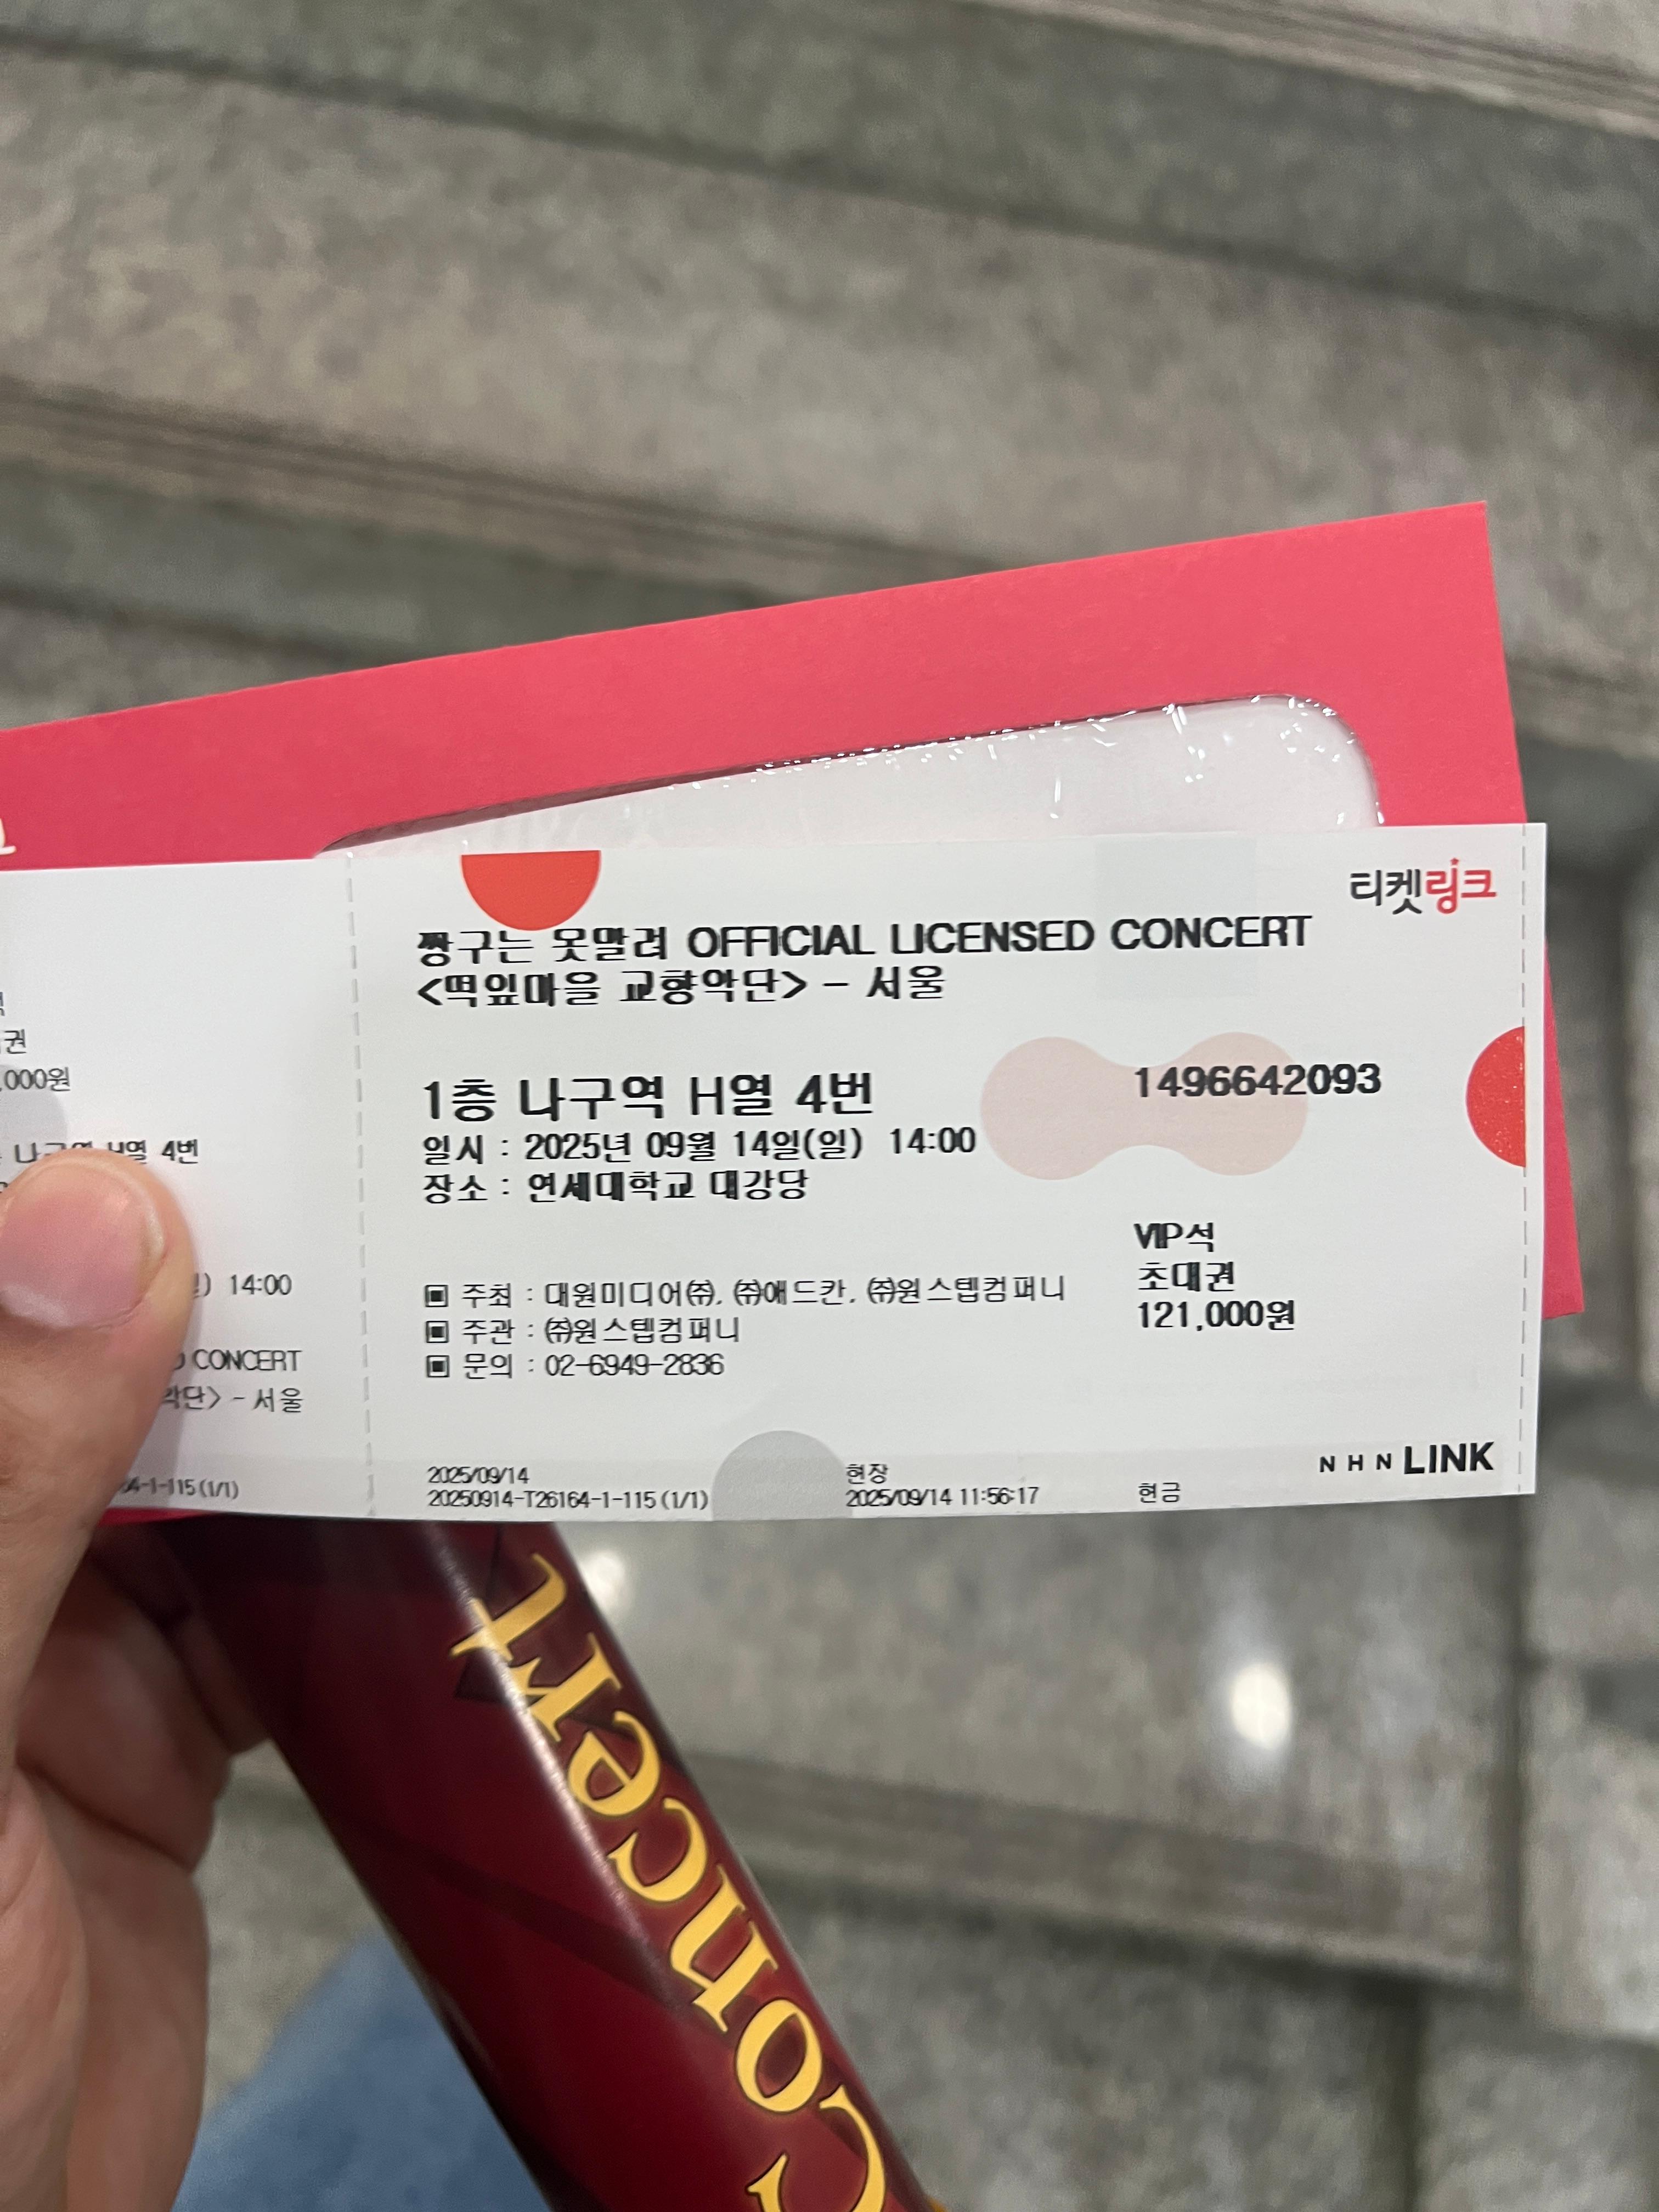 티켓링크
짱구는 못말려 OFFICIAL LICENSED CONCERT
<떡잎마을 교향악단> - 서울
1층 나구역 H열 4번
1496642093
일시 : 2025년 09월 14일(일) 14:00
장소 : 연세대학교 대강당
VIP석
초대권
121,000원
▣ 주최 : 대원미디어㈜, ㈜애드칸, ㈜원스텝컴퍼니
▣ 주관 : ㈜원스텝컴퍼니
▣ 문의 : 02-6949-2836
NHN LINK
2025/09/14
20250914-T26164-1-115 (1/1)
현장
2025/09/14 11:56:17
현금
권
,000원
4번
14:00
CONCERT
악단> - 서울
4-1-115 (1/1)
Concert